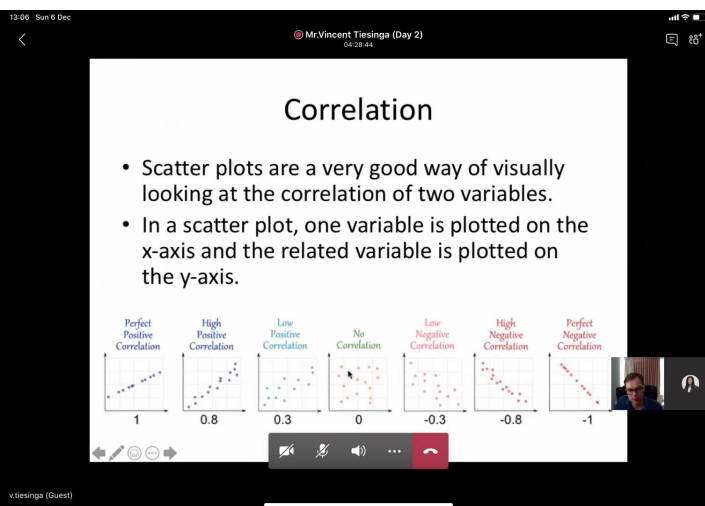 13:06 Sun 6 Dec
Mr.Vincent Tiesinga (Day 2)
04:28:44
Correlation
• Scatter plots are a very good way of visually
looking at the correlation of two variables.
• In a scatter plot, one variable is plotted on the
x-axis and the related variable is plotted on
the y-axis.
Perfect
Positive
Correlation
1
High
Positive
Correlation
0.8
Low
Positive
Correlation
0.3
No
Correlation
0
Low
Negative
Correlation
-0.3
High
Negative
Correlation
-0.8
Perfect
Negative
Correlation
-1
v.tiesinga (Guest)